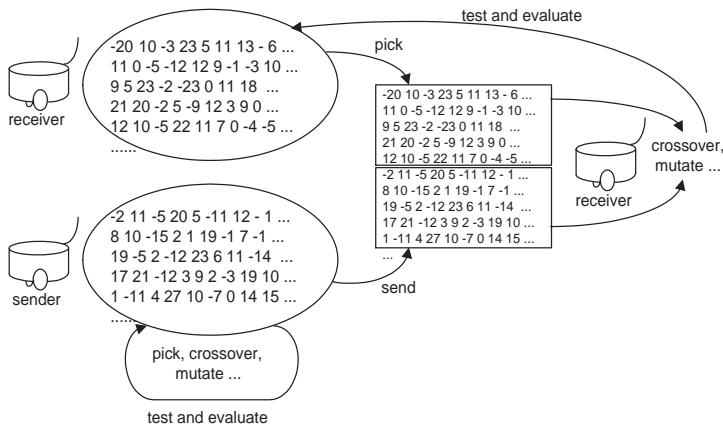 test and evaluate
-20 10 -3 23 5 11 13 - 6 ...
11 0 -5 -12 12 9 -1 -3 10 ...
9 5 23 -2 -23 0 11 18 ...
21 20 -2 5 -9 12 3 9 0 ...
12 10 -5 22 11 7 0 -4 -5 ...
......
receiver
pick
-20 10 -3 23 5 11 13 - 6 ...
11 0 -5 -12 12 9 -1 -3 10 ...
9 5 23 -2 -23 0 11 18 ...
21 20 -2 5 -9 12 3 9 0 ...
12 10 -5 22 11 7 0 -4 -5 ...
-2 11 -5 20 5 -11 12 - 1 ...
8 10 -15 2 1 19 -1 7 -1 ...
19 -5 2 -12 23 6 11 -14 ...
17 21 -12 3 9 2 -3 19 10 ...
1 -11 4 27 10 -7 0 14 15 ...
...
receiver
crossover,
mutate ...
-2 11 -5 20 5 -11 12 - 1 ...
8 10 -15 2 1 19 -1 7 -1 ...
19 -5 2 -12 23 6 11 -14 ...
17 21 -12 3 9 2 -3 19 10 ...
1 -11 4 27 10 -7 0 14 15 ...
......
sender
send
pick, crossover,
mutate ...
test and evaluate